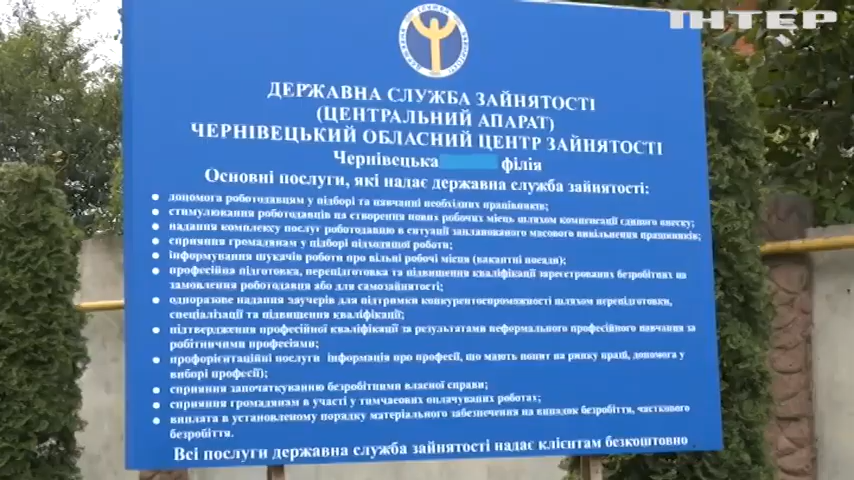 ІНТЕР
ДЕРЖАВНА СЛУЖБА ЗАЙНЯТОСТІ
(ЦЕНТРАЛЬНИЙ АПАРАТ)
ЧЕРНІВЕЦЬКИЙ ОБЛАСНИЙ ЦЕНТР ЗАЙНЯТОСТІ
Чернівецька філія
Основні послуги, які надає державна служба зайнятості:
• допомога роботодавцям у підборі та навчанні необхідних працівників;
• стимулювання роботодавців на створення нових робочих місць шляхом компенсації єдиного внеску;
• надання комплексу послуг роботодавцю в ситуації запланованого масового вивільнення працівників;
• сприяння громадянам у підборі підходящої роботи;
• інформування шукачів роботи про вільні робочі місця (вакантні посади);
• професійна підготовка, перепідготовка та підвищення кваліфікації зареєстрованих безробітних на
замовлення роботодавця або для самозайнятості;
• одноразове надання ваучерів для підтримки конкурентоспроможності шляхом перепідготовки,
спеціалізації та підвищення кваліфікації;
• підтвердження професійної кваліфікації за результатами неформального професійного навчання за
робітничими професіями;
• профорієнтаційні послуги інформація про професії, що мають попит на ринку праці, допомога у
виборі професії);
• сприяння започаткуванню безробітними власної справи;
• сприяння громадянам в участі у тимчасових оплачуваних роботах;
• виплата в установленому порядку матеріального забезпечення на випадок безробіття, часткового
безробіття.
Всі послуги державна служба зайнятості надає клієнтам безкоштовно